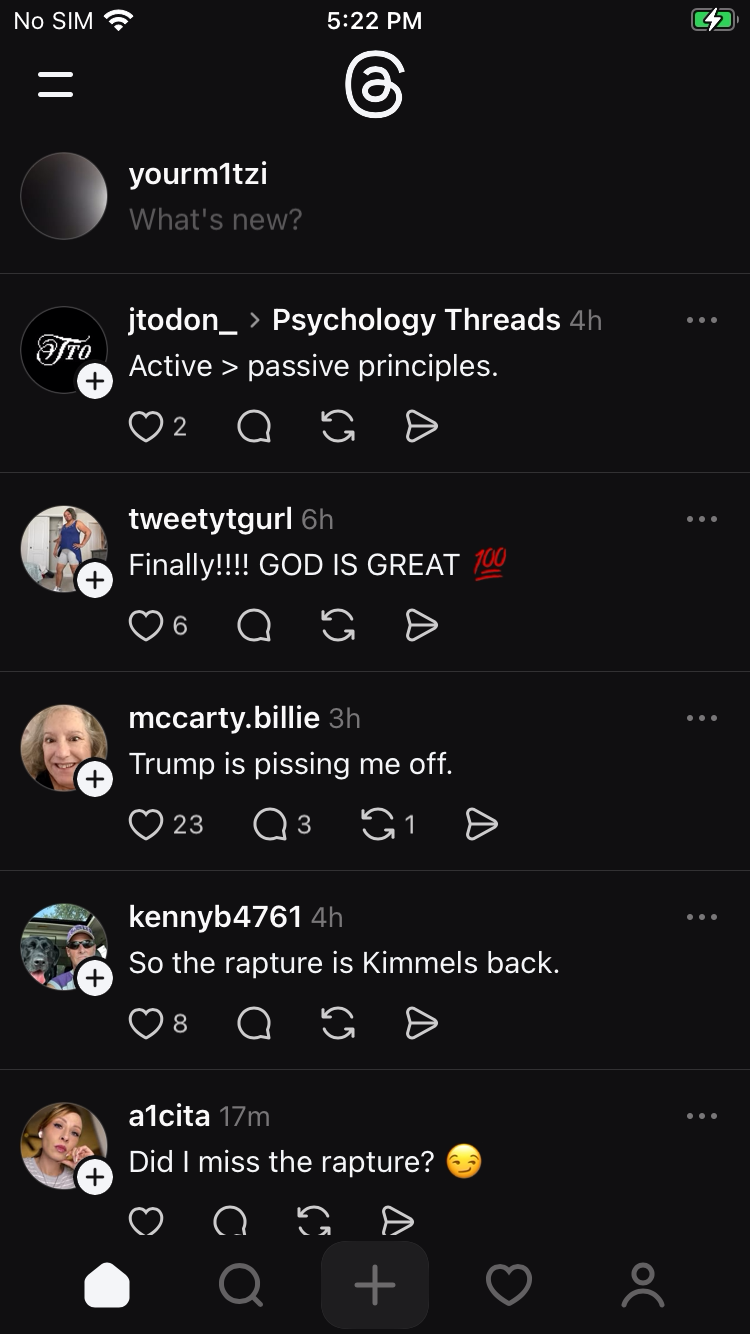 No SIM 5:22 PM
yourm1tzi
What's new?
JTO
jtodon_ > Psychology Threads 4h
Active > passive principles.
2
tweetytgurl 6h
Finally!!!! GOD IS GREAT 💯
6
mccarty.billie 3h
Trump is pissing me off.
23 3 1
kennyb4761 4h
So the rapture is Kimmels back.
8
a1cita 17m
Did I miss the rapture? 😏